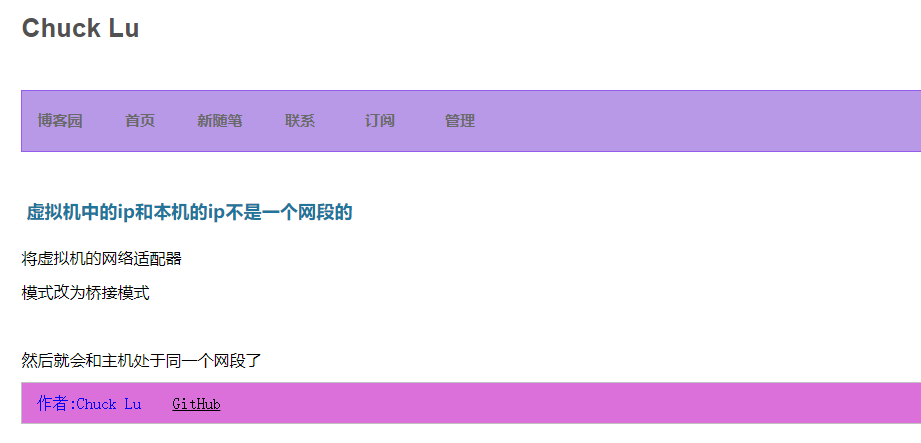 Chuck Lu
博客园 首页 新随笔 联系 订阅 管理
虚拟机中的ip和本机的ip不是一个网段的
将虚拟机的网络适配器
模式改为桥接模式
然后就会和主机处于同一个网段了
作者:Chuck Lu GitHub